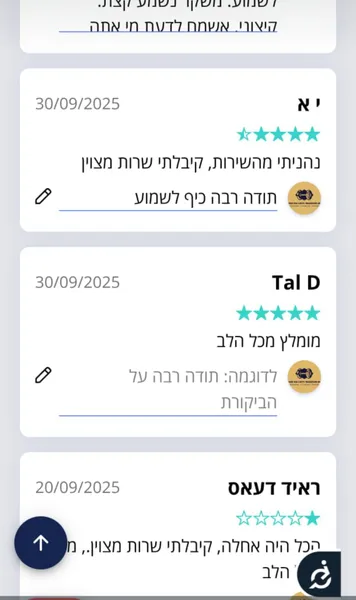 לשמוע. משקר נשמע קצת.
קיצוני. אשמח לדעת מי אתה
י א
30/09/2025
נהניתי מהשירות, קיבלתי שרות מצוין
תודה רבה כיף לשמוע
Tal D
30/09/2025
מומלץ מכל הלב
לדוגמה: תודה רבה על
הביקורת
ראיד דעאס
20/09/2025
הכל היה אחלה, קיבלתי שרות מצוין.,
הלב